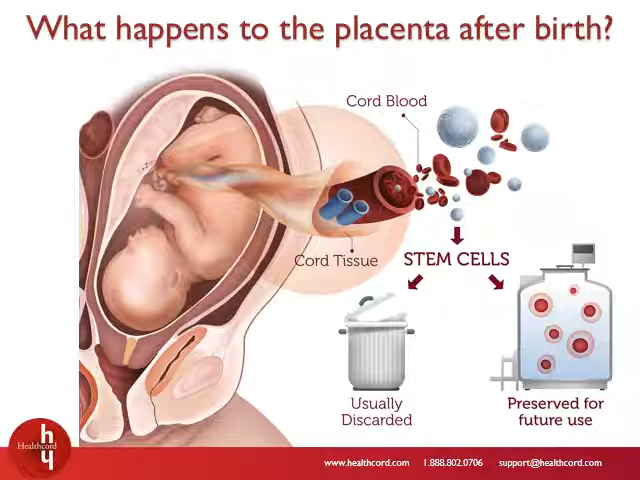 What happens to the placenta after birth?
Cord Blood
Cord Tissue
STEM CELLS
Usually
Discarded
Preserved for
future use
h
Healthcord
h
www.healthcord.com 1.888.802.0706 support@healthcord.com